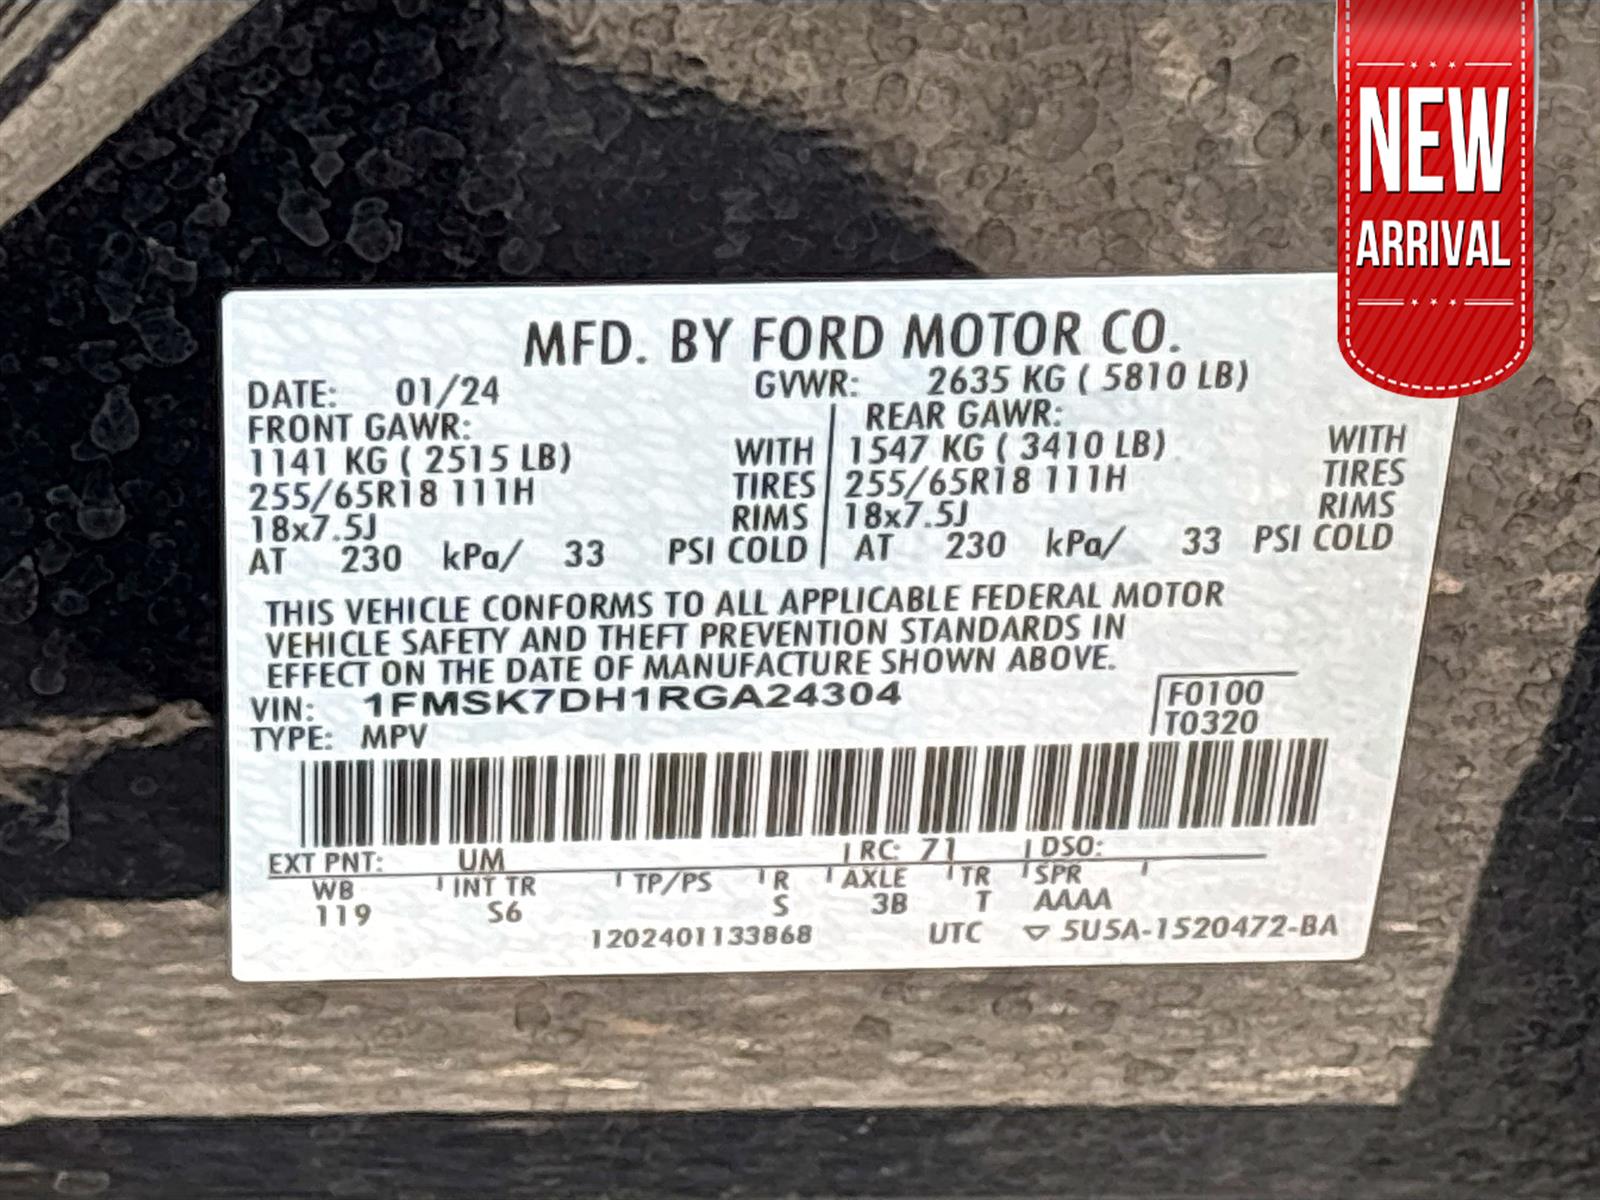 NEW
ARRIVAL
MFD. BY FORD MOTOR CO.
DATE: 01/24 GVWR: 2635 KG ( 5810 LB)
FRONT GAWR: REAR GAWR:
1141 KG ( 2515 LB) WITH 1547 KG ( 3410 LB) WITH
255/65R18 111H TIRES 255/65R18 111H TIRES
18x7.5J RIMS 18x7.5J RIMS
AT 230 kPa/ 33 PSI COLD AT 230 kPa/ 33 PSI COLD
THIS VEHICLE CONFORMS TO ALL APPLICABLE FEDERAL MOTOR
VEHICLE SAFETY AND THEFT PREVENTION STANDARDS IN
EFFECT ON THE DATE OF MANUFACTURE SHOWN ABOVE.
VIN: 1FMSK7DH1RGA24304 F0100
TYPE: MPV T0320
EXT PNT: UM RC: 71 DSO:
WB INT TR TP/PS R AXLE TR SPR
119 S6 S 3B T AAAA
1202401133868 UTC ▽ 5U5A-1520472-BA